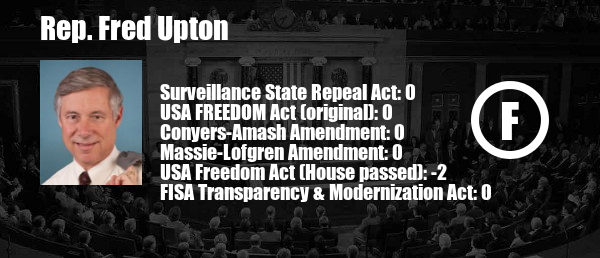 Rep. Fred Upton
Surveillance State Repeal Act: 0
USA FREEDOM Act (original): 0
Conyers-Amash Amendment: 0
Massie-Lofgren Amendment: 0
USA Freedom Act (House passed): -2
FISA Transparency & Modernization Act: 0
F